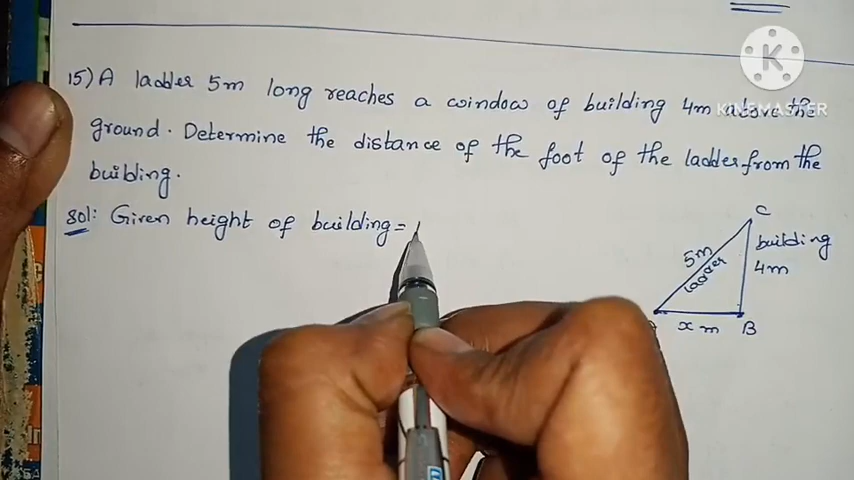 K
KINEMASTER
15) A ladder 5m long reaches a window of building 4m above the
ground. Determine the distance of the foot of the ladder from the
building.
Sol: Given height of building =
C
5m
ladder
building
4m
x m
B